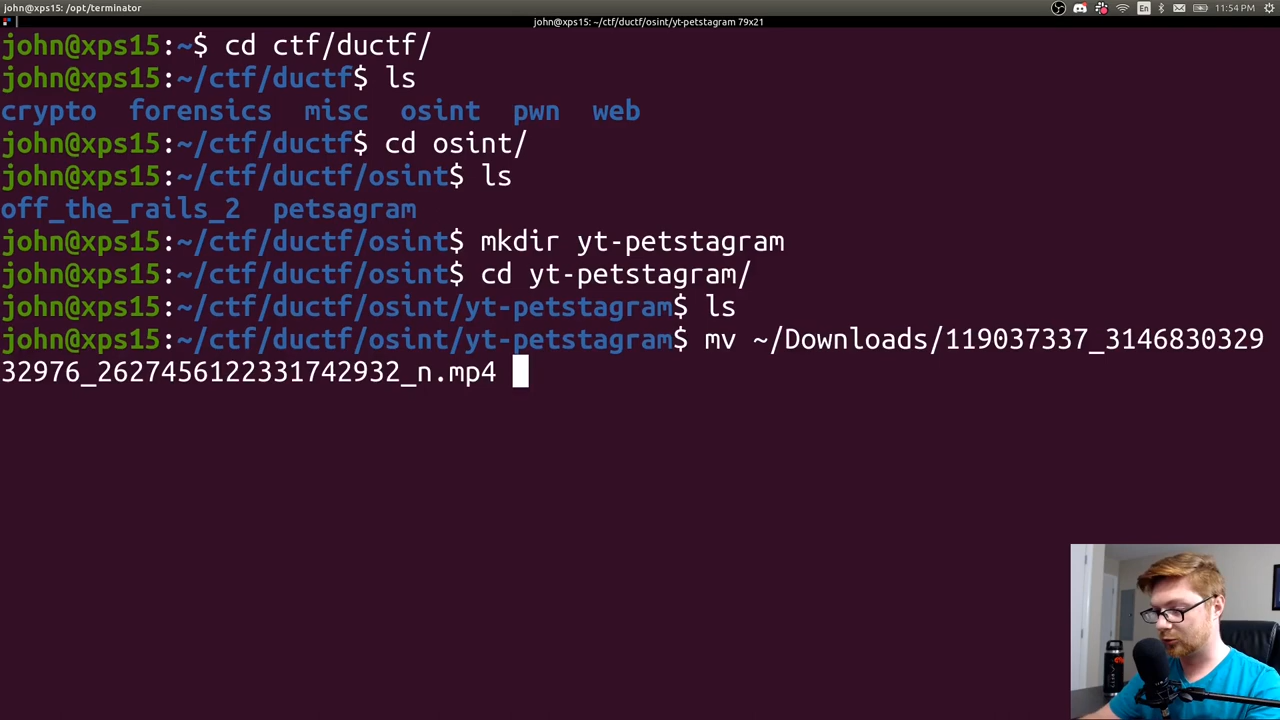 john@xps15: /opt/terminator
En
11:54 PM
john@xps15: ~/ctf/ductf/osint/yt-petstagram 79x21
john@xps15:~$ cd ctf/ductf/
john@xps15:~/ctf/ductf$ ls
crypto forensics misc osint pwn web
john@xps15:~/ctf/ductf$ cd osint/
john@xps15:~/ctf/ductf/osint$ ls
off_the_rails_2 petsagram
john@xps15:~/ctf/ductf/osint$ mkdir yt-petstagram
john@xps15:~/ctf/ductf/osint$ cd yt-petstagram/
john@xps15:~/ctf/ductf/osint/yt-petstagram$ ls
john@xps15:~/ctf/ductf/osint/yt-petstagram$ mv ~/Downloads/119037337_3146830329
32976_2627456122331742932_n.mp4